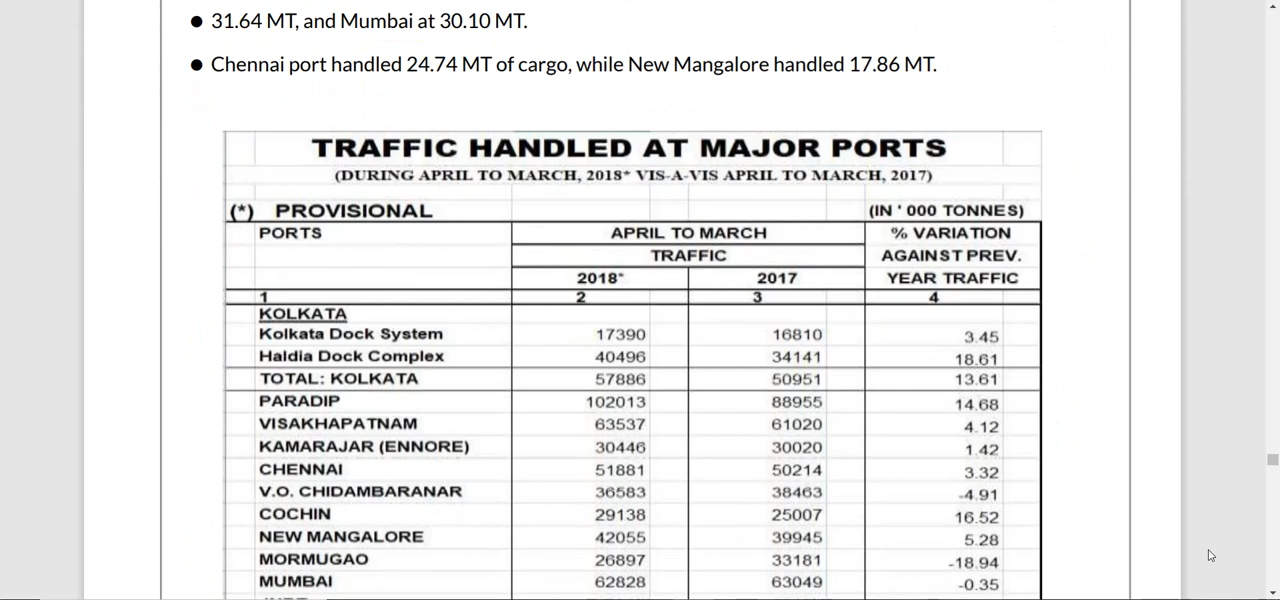 ● 31.64 MT, and Mumbai at 30.10 MT.
● Chennai port handled 24.74 MT of cargo, while New Mangalore handled 17.86 MT.
TRAFFIC HANDLED AT MAJOR PORTS
(DURING APRIL TO MARCH, 2018* VIS-A-VIS APRIL TO MARCH, 2017)
(*) PROVISIONAL (IN ' 000 TONNES)
PORTS APRIL TO MARCH % VARIATION
TRAFFIC AGAINST PREV.
2018* 2017 YEAR TRAFFIC
1 2 3 4
KOLKATA
Kolkata Dock System 17390 16810 3.45
Haldia Dock Complex 40496 34141 18.61
TOTAL: KOLKATA 57886 50951 13.61
PARADIP 102013 88955 14.68
VISAKHAPATNAM 63537 61020 4.12
KAMARAJAR (ENNORE) 30446 30020 1.42
CHENNAI 51881 50214 3.32
V.O. CHIDAMBARANAR 36583 38463 -4.91
COCHIN 29138 25007 16.52
NEW MANGALORE 42055 39945 5.28
MORMUGAO 26897 33181 -18.94
MUMBAI 62828 63049 -0.35